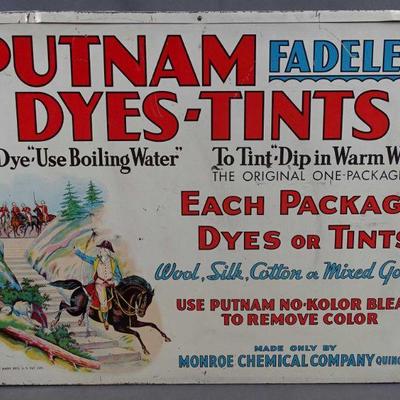 PUTNAM FADELE
DYES-TINTS
Dye "Use Boiling Water" To Tint "Dip in Warm W
THE ORIGINAL ONE-PACKAG
EACH PACKAG
DYES OR TINTS
Wool, Silk, Cotton or Mixed Go
USE PUTNAM NO-KOLOR BLEA
TO REMOVE COLOR
MADE ONLY BY
MONROE CHEMICAL COMPANY QUINC